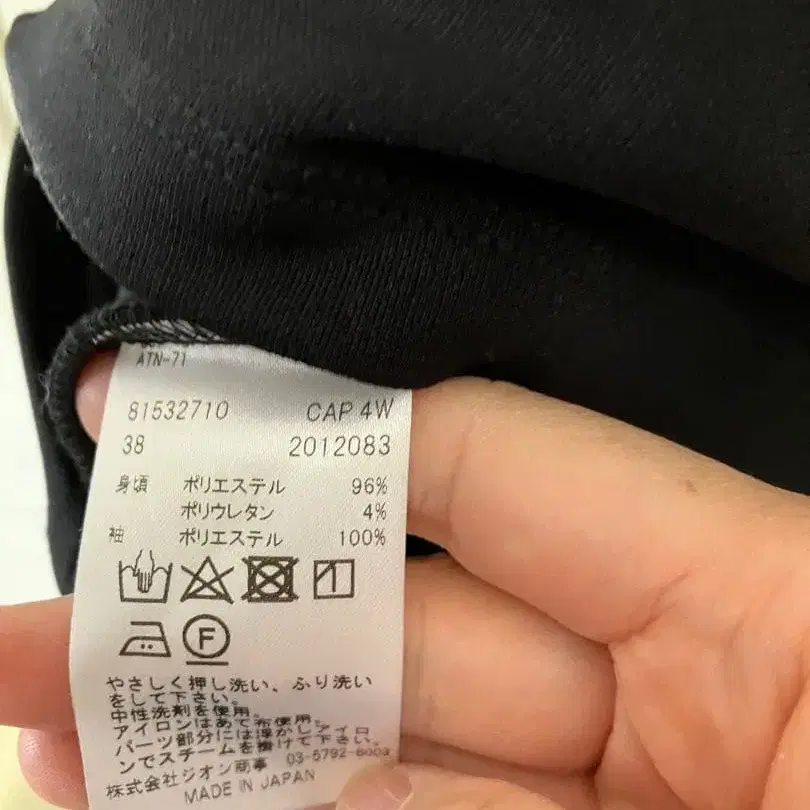 ATN-71
81532710 CAP 4W
38 2012083
身頃 ポリエステル 96%
ポリウレタン 4%
袖 ポリエステル 100%
F
やさしく押し洗い、ふり洗い
をして下さい。
中性洗剤を使用。
アイロンはあて布使用。
パーツ部分には浮かしアイロ
ンでスチームを掛けて下さい。
株式会社ジオン商事 03-5792-8003
MADE IN JAPAN